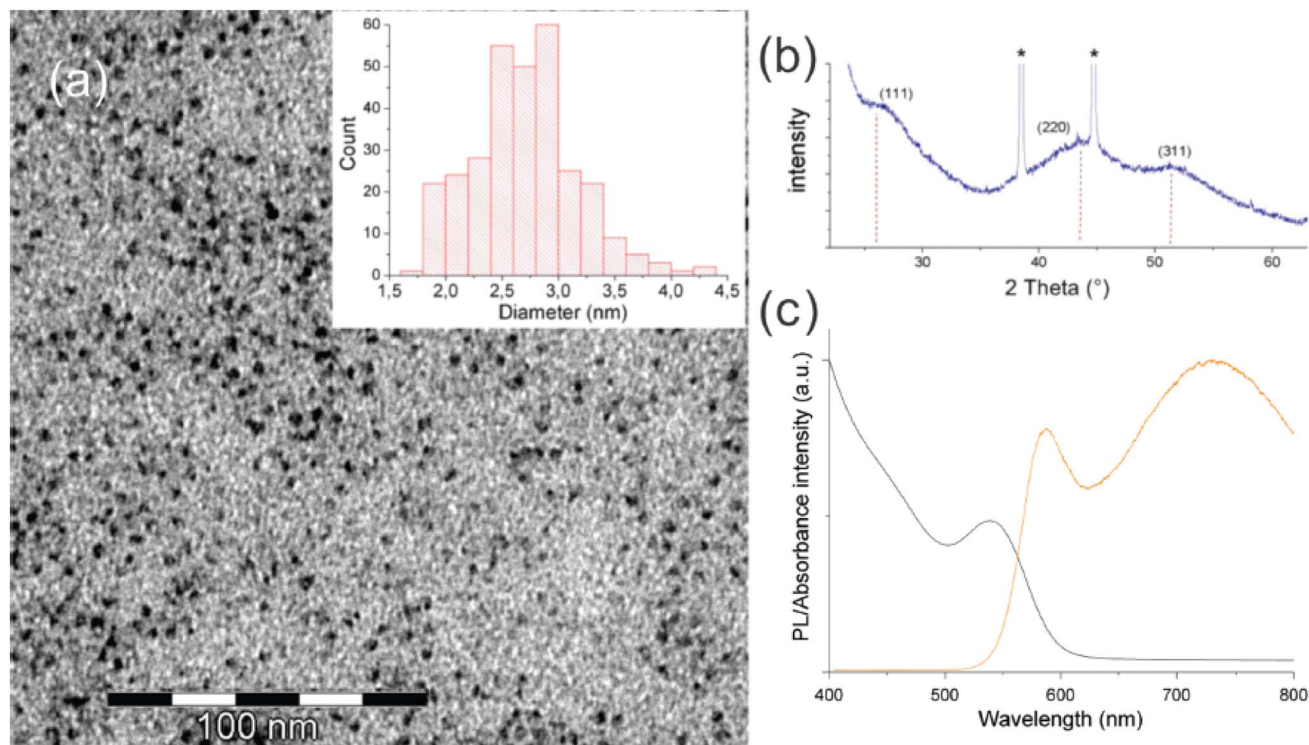 (a)
Count
60
50
40
30
20
10
0
1,5 2,0 2,5 3,0 3,5 4,0 4,5
Diameter (nm)
100 nm
(b)
intensity
(111)
*
(220)
*
(311)
30 40 50 60
2 Theta (°)
(c)
PL/Absorbance intensity (a.u.)
400 500 600 700 800
Wavelength (nm)